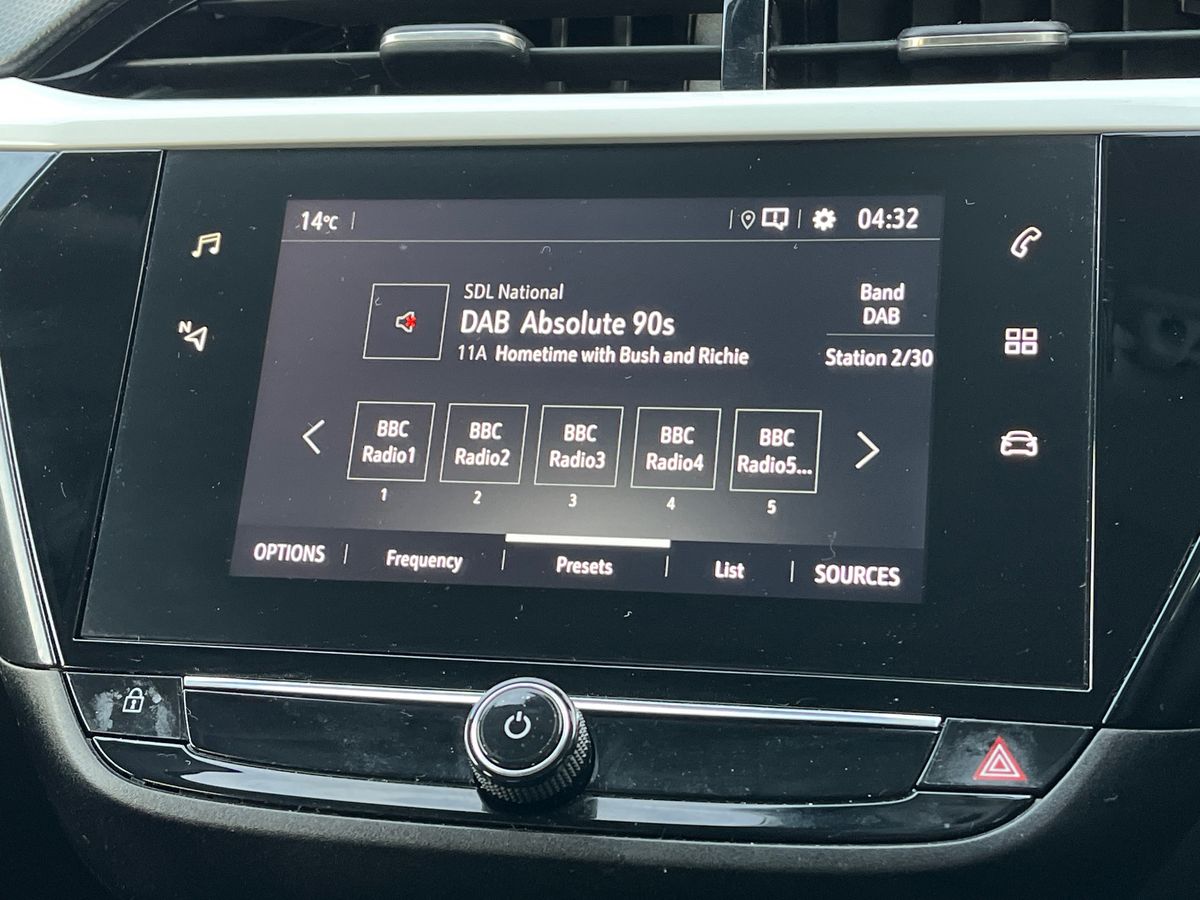 14°C
04:32
SDL National
DAB Absolute 90s
11A Hometime with Bush and Richie
Band
DAB
Station 2/30
BBC
Radio1
BBC
Radio2
BBC
Radio3
BBC
Radio4
BBC
Radio5...
1
2
3
4
5
OPTIONS
Frequency
Presets
List
SOURCES
N